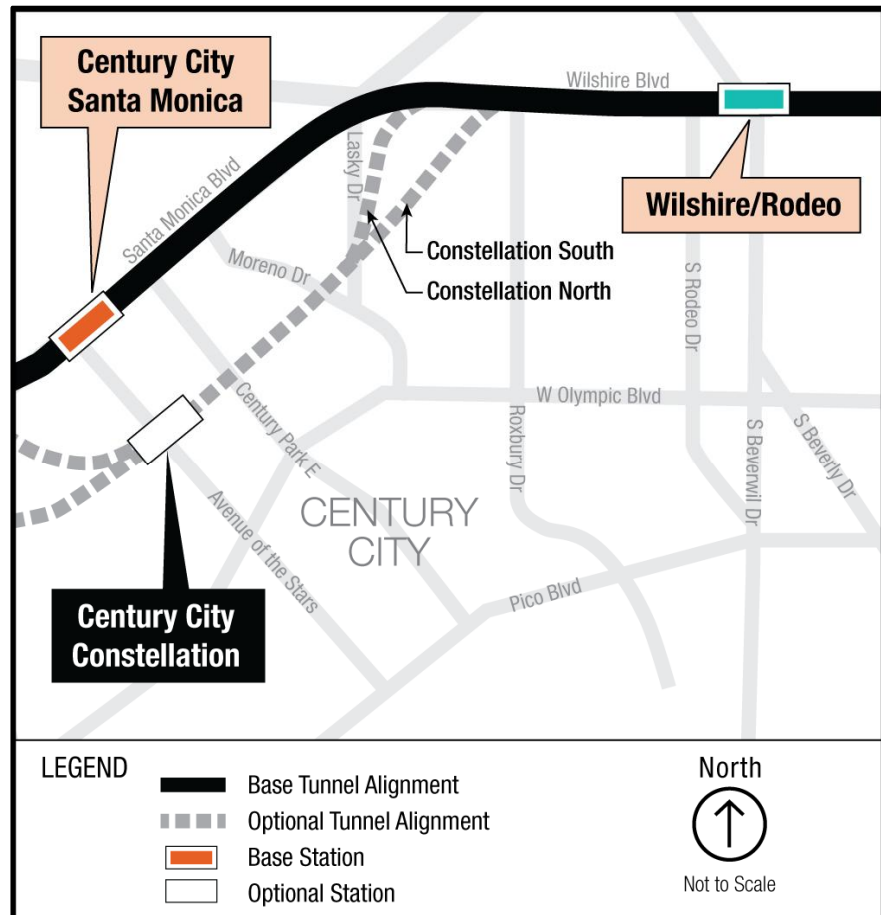 Century City
Santa Monica
Wilshire Blvd
Lasky Dr
Santa Monica Blvd
Wilshire/Rodeo
Moreno Dr
Constellation South
Constellation North
S Rodeo Dr
Century Park E
W Olympic Blvd
Roxbury Dr
S Beverwil Dr
S Beverly Dr
Avenue of the Stars
CENTURY
CITY
Pico Blvd
Century City
Constellation
LEGEND
Base Tunnel Alignment
Optional Tunnel Alignment
Base Station
Optional Station
North
Not to Scale